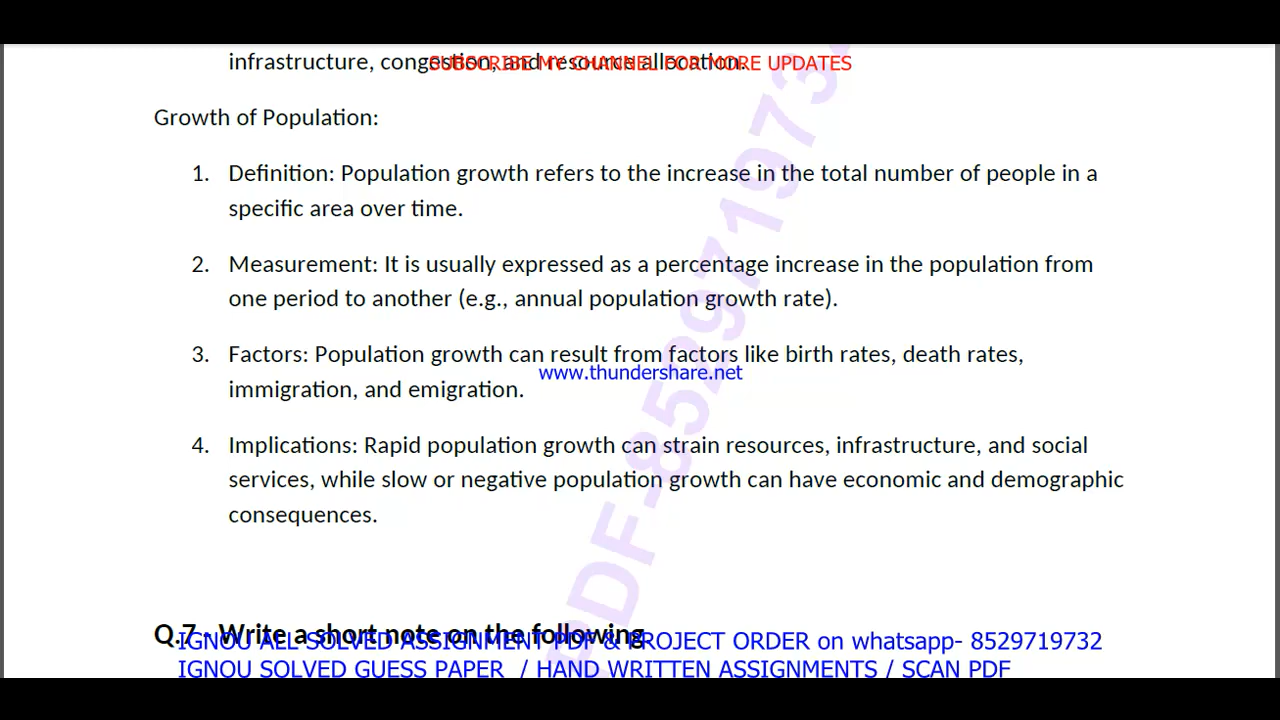 infrastructure, congestion, and resource allocation.
SUBSCRIBE MY CHANNEL FOR MORE UPDATES
Growth of Population:
1. Definition: Population growth refers to the increase in the total number of people in a
specific area over time.
2. Measurement: It is usually expressed as a percentage increase in the population from
one period to another (e.g., annual population growth rate).
3. Factors: Population growth can result from factors like birth rates, death rates,
www.thundershare.net
immigration, and emigration.
4. Implications: Rapid population growth can strain resources, infrastructure, and social
services, while slow or negative population growth can have economic and demographic
consequences.
PDF-852971973
Q.7 - Write a short note on the following
IGNOU ALL SOLVED ASSIGNMENT PDF & PROJECT ORDER on whatsapp- 8529719732
IGNOU SOLVED GUESS PAPER / HAND WRITTEN ASSIGNMENTS / SCAN PDF